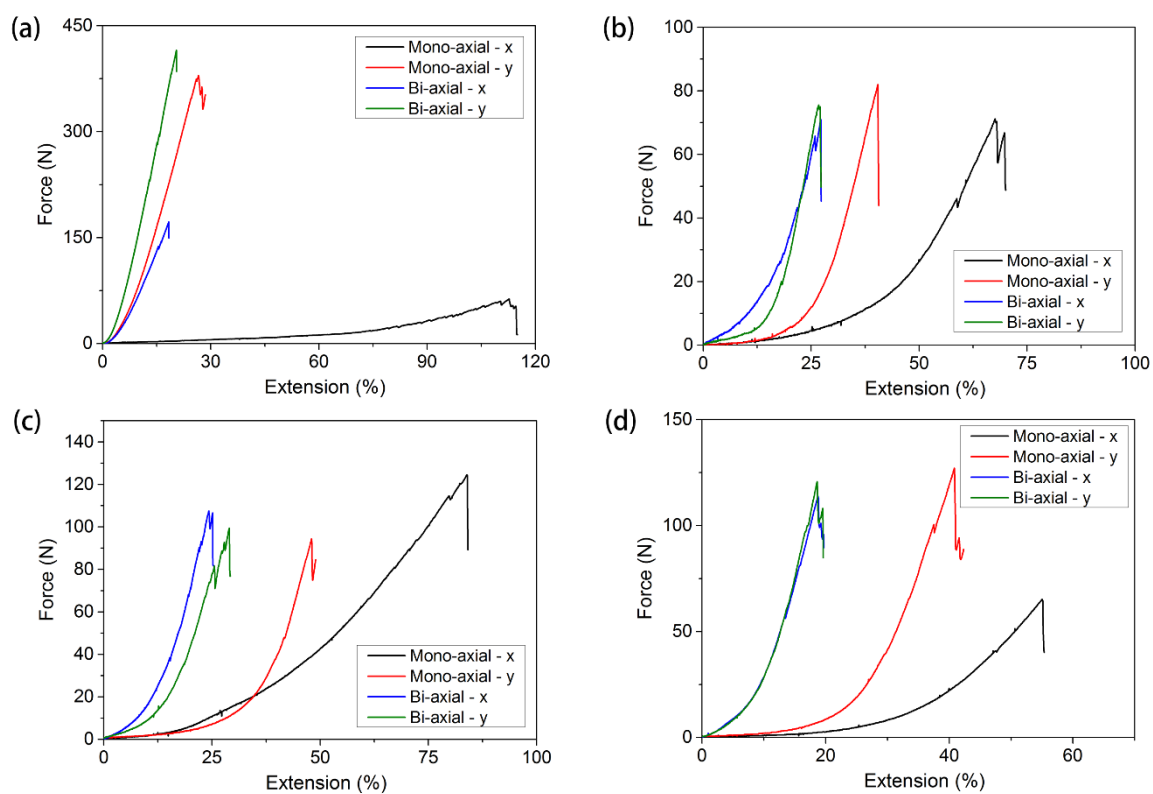 (a)
Force (N)
450
300
150
0
0
30
60
90
120
Extension (%)
Mono-axial - x
Mono-axial - y
Bi-axial - x
Bi-axial - y
(b)
Force (N)
100
80
60
40
20
0
0
25
50
75
100
Extension (%)
Mono-axial - x
Mono-axial - y
Bi-axial - x
Bi-axial - y
(c)
Force (N)
140
120
100
80
60
40
20
0
0
25
50
75
100
Extension (%)
Mono-axial - x
Mono-axial - y
Bi-axial - x
Bi-axial - y
(d)
Force (N)
150
100
50
0
0
20
40
60
Extension (%)
Mono-axial - x
Mono-axial - y
Bi-axial - x
Bi-axial - y